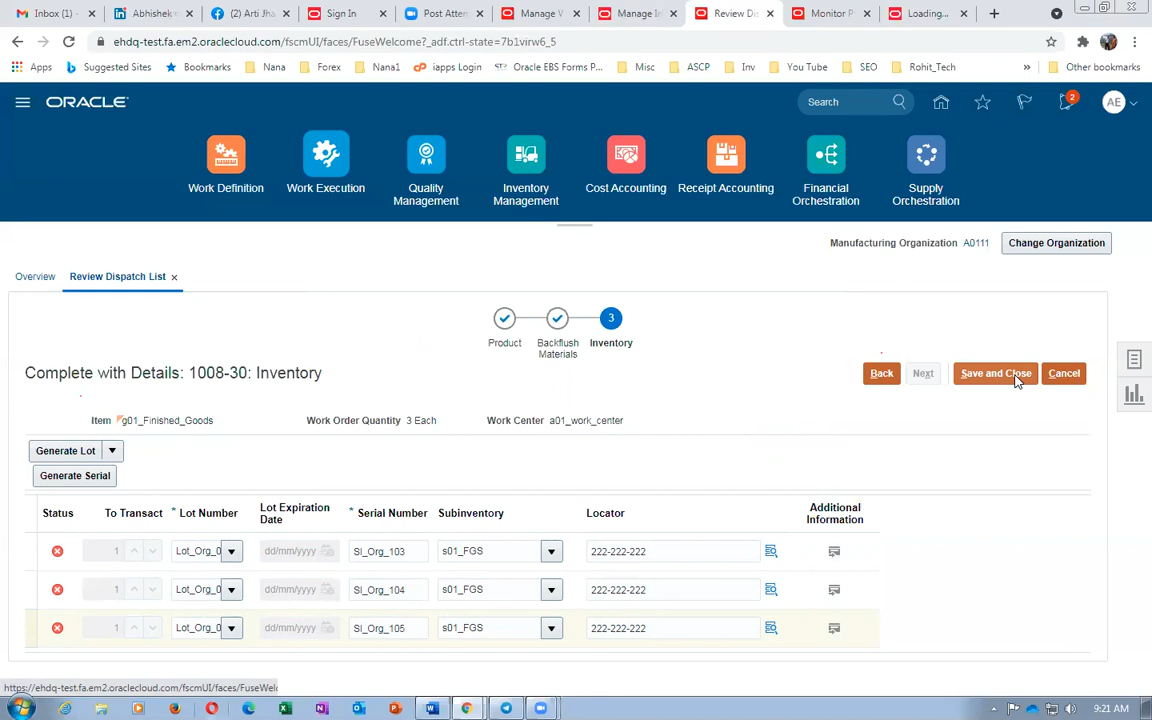 Inbox (1) -
Abhishek
(2) Arti Jha
Sign In
Post Atten
Manage V
Manage In
Review Dis
Monitor P
Loading...
ehdq-test.fa.em2.oraclecloud.com/fscmUI/faces/FuseWelcome?_adf.ctrl-state=7b1virw6_5
Apps
Suggested Sites
Bookmarks
Nana
Forex
Nana1
iapps Login
Oracle EBS Forms P...
Misc
ASCP
Inv
You Tube
SEO
Rohit_Tech
»
Other bookmarks
ORACLE
Search
2
AE
Work Definition
Work Execution
Quality Management
Inventory Management
Cost Accounting
Receipt Accounting
Financial Orchestration
Supply Orchestration
Manufacturing Organization A0111
Change Organization
Overview
Review Dispatch List ×
3
Product
Backflush Materials
Inventory
Complete with Details: 1008-30: Inventory
Back
Next
Save and Close
Cancel
Item g01_Finished_Goods
Work Order Quantity 3 Each
Work Center a01_work_center
Generate Lot
Generate Serial
Status
To Transact
* Lot Number
Lot Expiration Date
* Serial Number
Subinventory
Locator
Additional Information
1 Lot_Org_0 dd/mm/yyyy SI_Org_103 s01_FGS 222-222-222
1 Lot_Org_0 dd/mm/yyyy SI_Org_104 s01_FGS 222-222-222
1 Lot_Org_0 dd/mm/yyyy SI_Org_105 s01_FGS 222-222-222
https://ehdq-test.fa.em2.oraclecloud.com/fscmUI/faces/FuseWel
9:21 AM